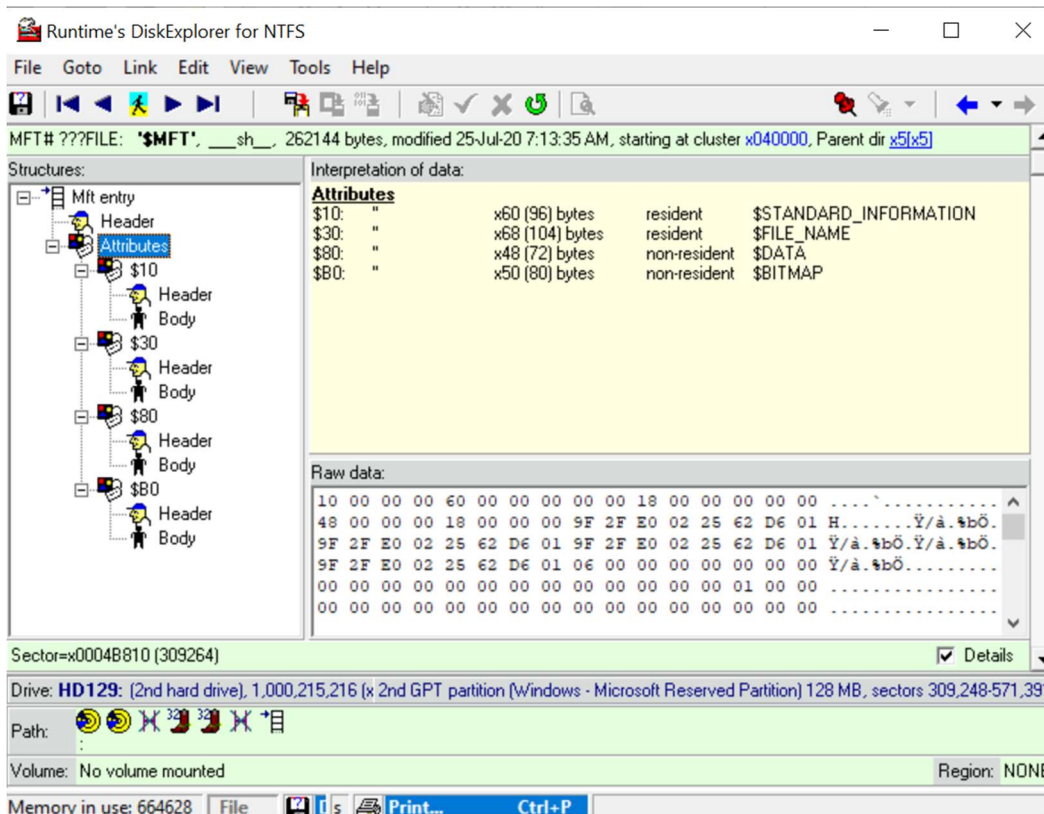 Runtime's DiskExplorer for NTFS
File Goto Link Edit View Tools Help
MFT# ???FILE: '$MFT', ___sh__, 262144 bytes, modified 25-Jul-20 7:13:35 AM, starting at cluster x040000, Parent dir x5[x5]
Structures:
Mft entry
Header
Attributes
$10
Header
Body
$30
Header
Body
$80
Header
Body
$B0
Header
Body
Interpretation of data:
Attributes
$10: " x60 (96) bytes resident $STANDARD_INFORMATION
$30: " x68 (104) bytes resident $FILE_NAME
$80: " x48 (72) bytes non-resident $DATA
$B0: " x50 (80) bytes non-resident $BITMAP
Raw data:
10 00 00 00 60 00 00 00 00 00 18 00 00 00 00 00 ....`...........
48 00 00 00 18 00 00 00 9F 2F E0 02 25 62 D6 01 H.......Ÿ/à.%bÖ.
9F 2F E0 02 25 62 D6 01 9F 2F E0 02 25 62 D6 01 Ÿ/à.%bÖ.Ÿ/à.%bÖ.
9F 2F E0 02 25 62 D6 01 06 00 00 00 00 00 00 00 Ÿ/à.%bÖ.........
00 00 00 00 00 00 00 00 00 00 00 00 00 01 00 00 ................
00 00 00 00 00 00 00 00 00 00 00 00 00 00 00 00 ................
Sector=x0004B810 (309264) Details
Drive: HD129: (2nd hard drive), 1,000,215,216 (x 2nd GPT partition (Windows - Microsoft Reserved Partition) 128 MB, sectors 309,248-571,39
Path: :
Volume: No volume mounted Region: NONE
Memory in use: 664628 File s Print... Ctrl+P